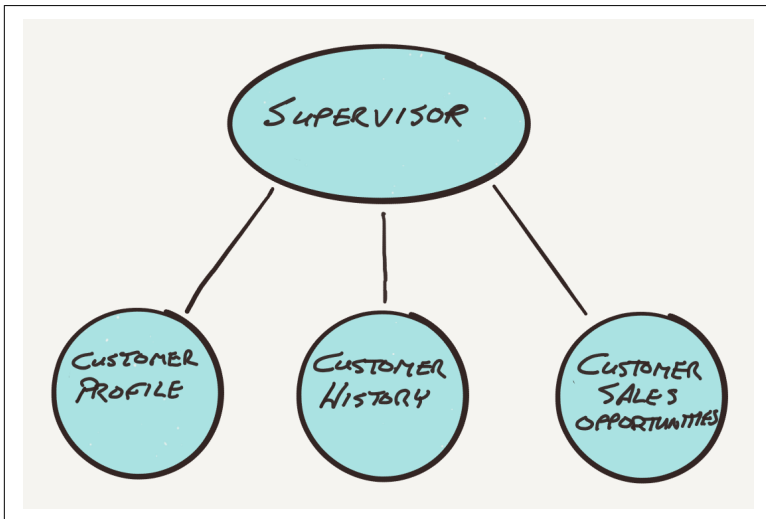 SUPERVISOR
CUSTOMER
PROFILE
CUSTOMER
HISTORY
CUSTOMER
SALES
OPPORTUNITIES